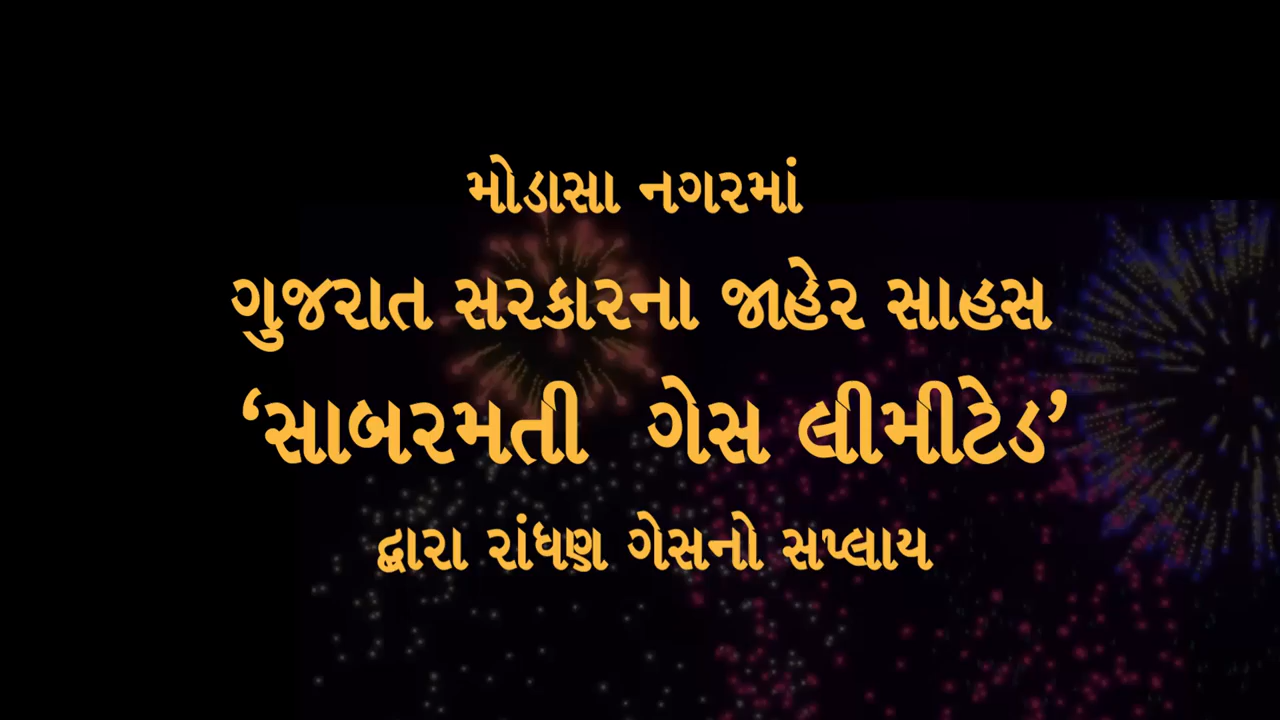 મોડાસા નગરમાં
ગુજરાત સરકારના જાહેર સાહસ
‘સાબરમતી ગેસ લીમીટેડ’
દ્વારા રાંધણ ગેસનો સપ્લાય